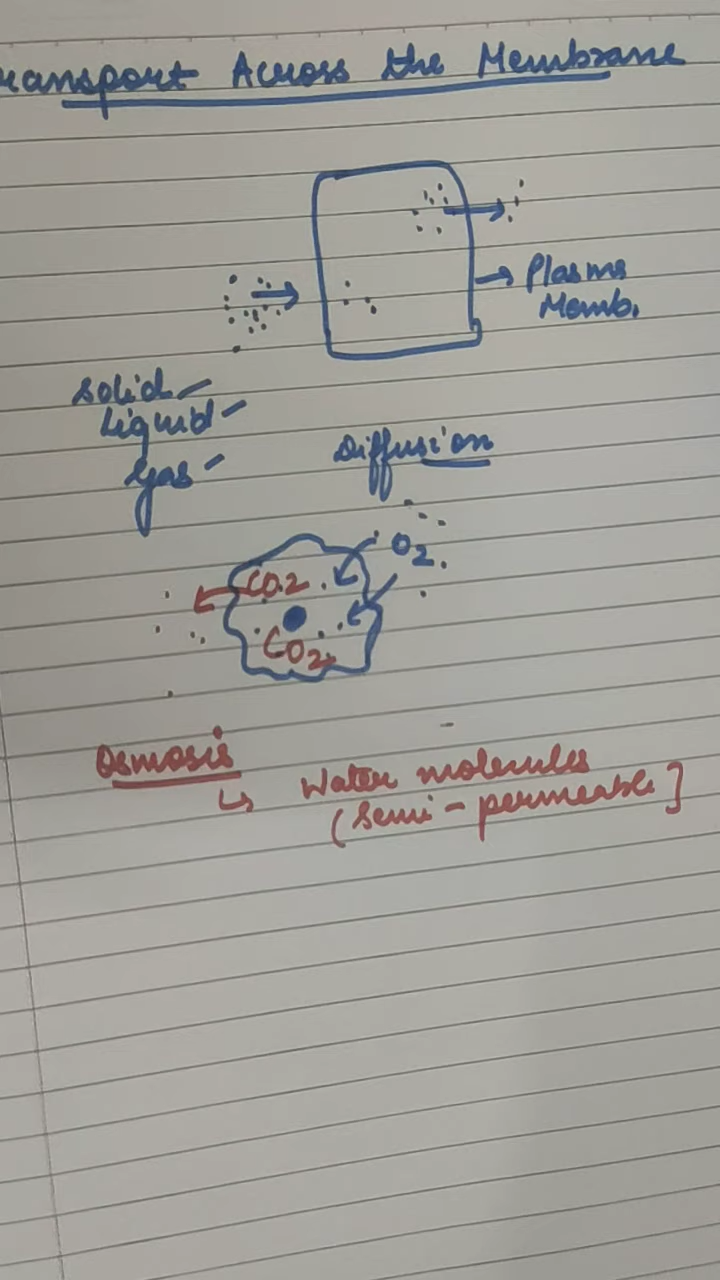 ransport Across the Membrane
Plasma
Memb.
Solid
Liquid
Gas
Diffusion
O2
CO2
CO2
Osmosis
↳ Water molecules
(semi-permeable]